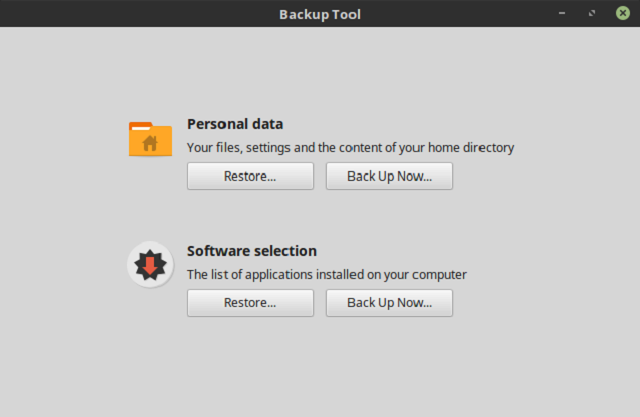 Backup Tool
Personal data
Your files, settings and the content of your home directory
Restore...
Back Up Now...
Software selection
The list of applications installed on your computer
Restore...
Back Up Now...